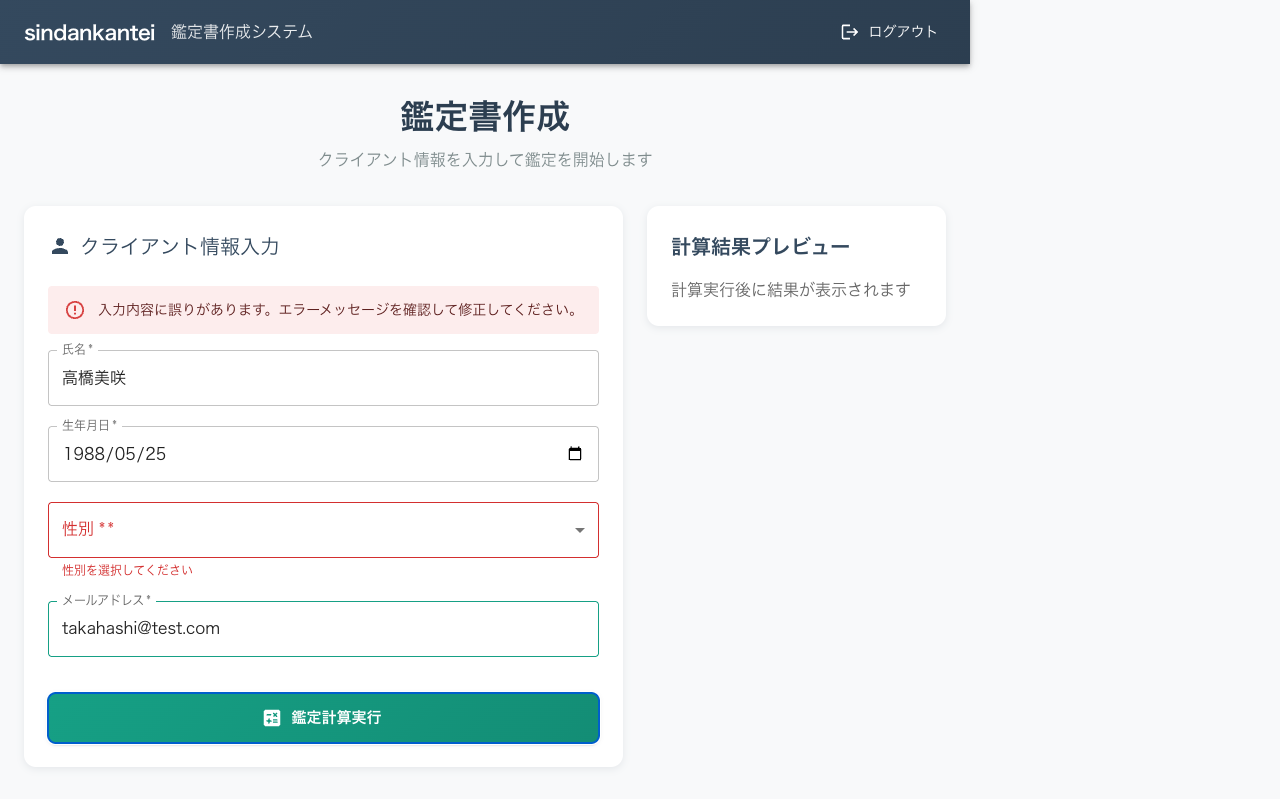 sindankantei 鑑定書作成システム ログアウト
鑑定書作成
クライアント情報を入力して鑑定を開始します
クライアント情報入力
入力内容に誤りがあります。エラーメッセージを確認して修正してください。
氏名 *
高橋美咲
生年月日 *
1988/05/25
性別 * *
性別を選択してください
メールアドレス *
takahashi@test.com
鑑定計算実行
計算結果プレビュー
計算実行後に結果が表示されます